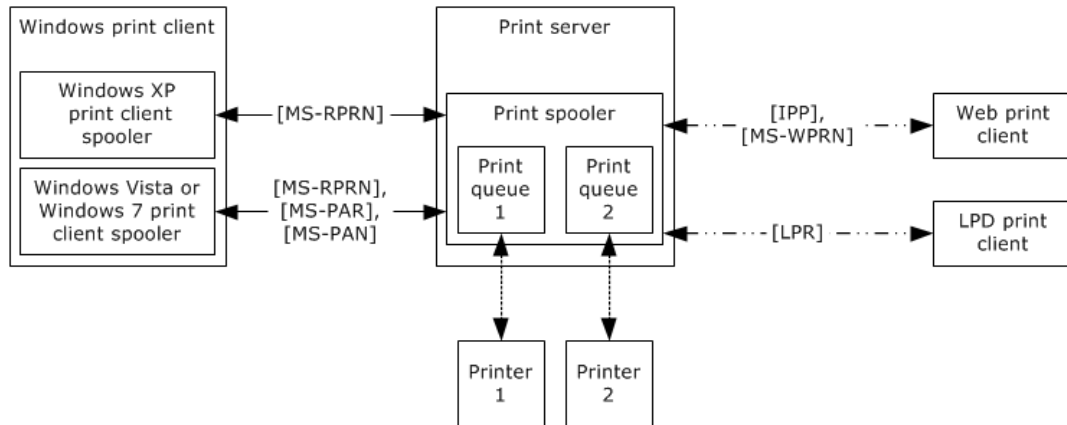 Windows print client
Windows XP
print client
spooler
[MS-RPRN]
Windows Vista or
Windows 7 print
client spooler
[MS-RPRN],
[MS-PAR],
[MS-PAN]
Print server
Print spooler
Print
queue
1
Print
queue
2
[IPP],
[MS-WPRN]
Web print
client
[LPR]
LPD print
client
Printer
1
Printer
2